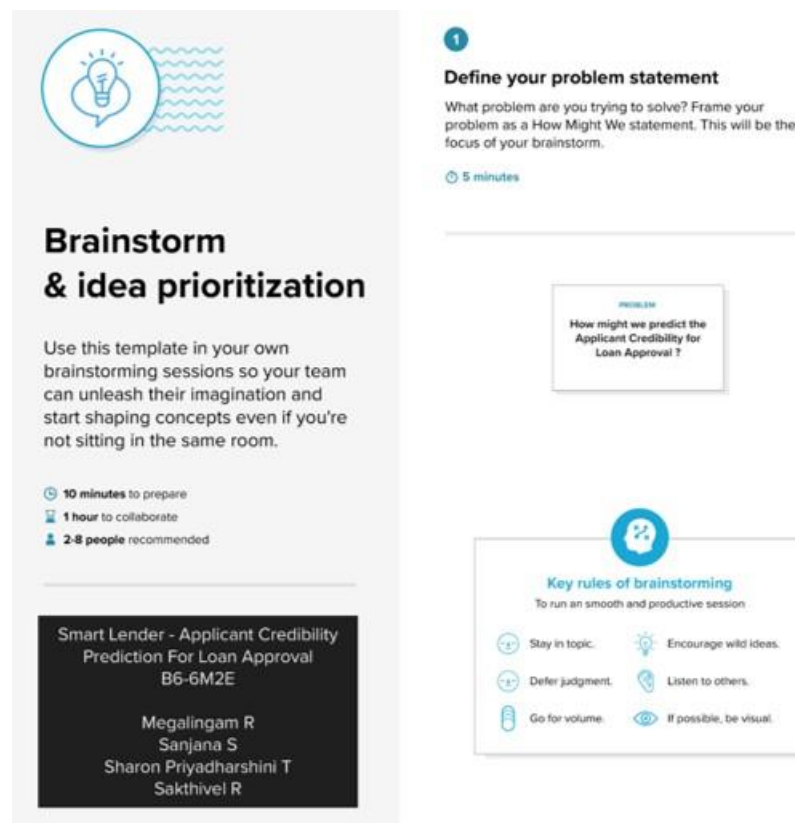 Brainstorm
& idea prioritization
Use this template in your own
brainstorming sessions so your team
can unleash their imagination and
start shaping concepts even if you're
not sitting in the same room.
10 minutes to prepare
1 hour to collaborate
2-8 people recommended
Smart Lender - Applicant Credibility
Prediction For Loan Approval
B6-6M2E
Megalingam R
Sanjana S
Sharon Priyadharshini T
Sakthivel R
1
Define your problem statement
What problem are you trying to solve? Frame your
problem as a How Might We statement. This will be the
focus of your brainstorm.
5 minutes
PROBLEM
How might we predict the
Applicant Credibility for
Loan Approval ?
Key rules of brainstorming
To run an smooth and productive session
Stay in topic.
Encourage wild ideas.
Defer judgment.
Listen to others.
Go for volume.
If possible, be visual.